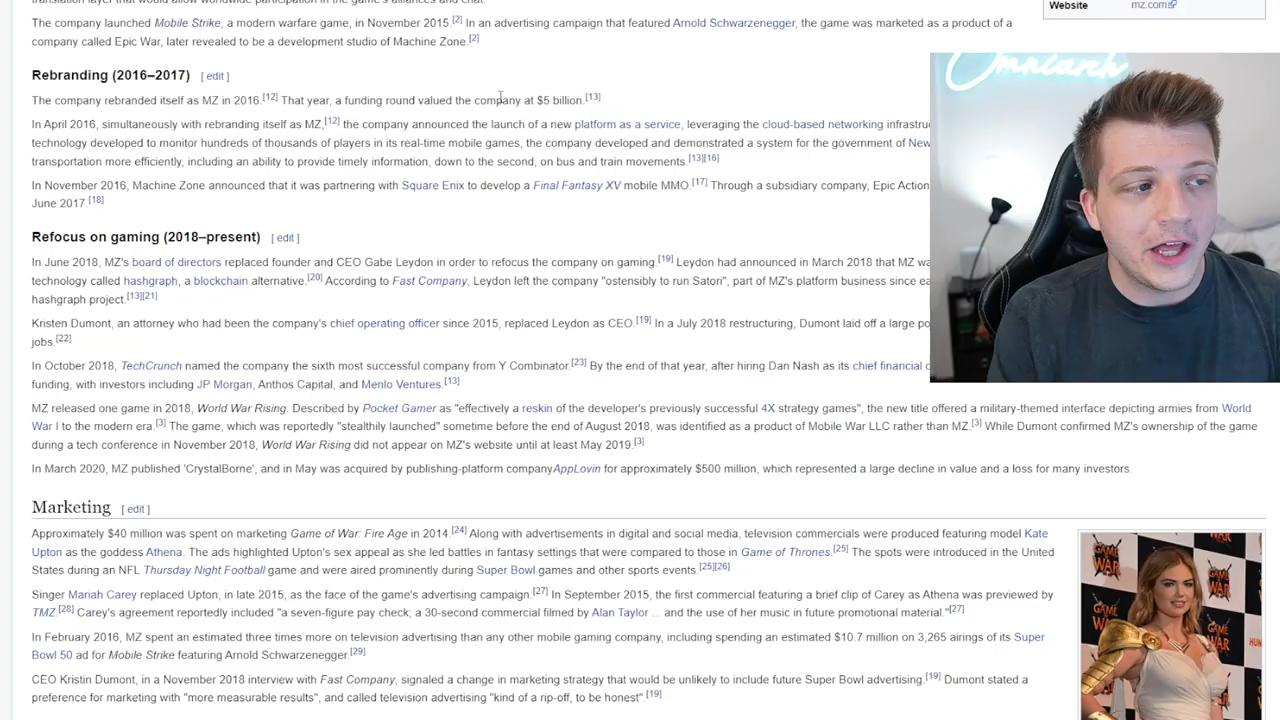 translation layer that would allow worldwide participation in the game's alliances and chat.
The company launched Mobile Strike, a modern warfare game, in November 2015.[2] In an advertising campaign that featured Arnold Schwarzenegger, the game was marketed as a product of a
company called Epic War, later revealed to be a development studio of Machine Zone.[2]
Website mz.com
Omniarch
Rebranding (2016–2017) [ edit ]
The company rebranded itself as MZ in 2016.[12] That year, a funding round valued the company at $5 billion.[13]
In April 2016, simultaneously with rebranding itself as MZ,[12] the company announced the launch of a new platform as a service, leveraging the cloud-based networking infrastruc
technology developed to monitor hundreds of thousands of players in its real-time mobile games, the company developed and demonstrated a system for the government of New
transportation more efficiently, including an ability to provide timely information, down to the second, on bus and train movements.[13][16]
In November 2016, Machine Zone announced that it was partnering with Square Enix to develop a Final Fantasy XV mobile MMO.[17] Through a subsidiary company, Epic Action
June 2017.[18]
Refocus on gaming (2018–present) [ edit ]
In June 2018, MZ's board of directors replaced founder and CEO Gabe Leydon in order to refocus the company on gaming.[19] Leydon had announced in March 2018 that MZ wa
technology called hashgraph, a blockchain alternative.[20] According to Fast Company, Leydon left the company "ostensibly to run Satori", part of MZ's platform business since ea
hashgraph project.[13][21]
Kristen Dumont, an attorney who had been the company's chief operating officer since 2015, replaced Leydon as CEO.[19] In a July 2018 restructuring, Dumont laid off a large po
jobs.[22]
In October 2018, TechCrunch named the company the sixth most successful company from Y Combinator.[23] By the end of that year, after hiring Dan Nash as its chief financial o
funding, with investors including JP Morgan, Anthos Capital, and Menlo Ventures.[13]
MZ released one game in 2018, World War Rising. Described by Pocket Gamer as "effectively a reskin of the developer's previously successful 4X strategy games", the new title offered a military-themed interface depicting armies from World
War I to the modern era.[3] The game, which was reportedly "stealthily launched" sometime before the end of August 2018, was identified as a product of Mobile War LLC rather than MZ.[3] While Dumont confirmed MZ's ownership of the game
during a tech conference in November 2018, World War Rising did not appear on MZ's website until at least May 2019.[3]
In March 2020, MZ published 'CrystalBorne', and in May was acquired by publishing-platform companyAppLovin for approximately $500 million, which represented a large decline in value and a loss for many investors.
Marketing [ edit ]
Approximately $40 million was spent on marketing Game of War: Fire Age in 2014.[24] Along with advertisements in digital and social media, television commercials were produced featuring model Kate
Upton as the goddess Athena. The ads highlighted Upton's sex appeal as she led battles in fantasy settings that were compared to those in Game of Thrones.[25] The spots were introduced in the United
States during an NFL Thursday Night Football game and were aired prominently during Super Bowl games and other sports events.[25][26]
Singer Mariah Carey replaced Upton, in late 2015, as the face of the game's advertising campaign.[27] In September 2015, the first commercial featuring a brief clip of Carey as Athena was previewed by
TMZ.[28] Carey's agreement reportedly included "a seven-figure pay check; a 30-second commercial filmed by Alan Taylor ... and the use of her music in future promotional material."[27]
In February 2016, MZ spent an estimated three times more on television advertising than any other mobile gaming company, including spending an estimated $10.7 million on 3,265 airings of its Super
Bowl 50 ad for Mobile Strike featuring Arnold Schwarzenegger.[29]
CEO Kristin Dumont, in a November 2018 interview with Fast Company, signaled a change in marketing strategy that would be unlikely to include future Super Bowl advertising.[19] Dumont stated a
preference for marketing with "more measurable results", and called television advertising "kind of a rip-off, to be honest".[19]
GAME
WAR
GAME
WAR
HUN